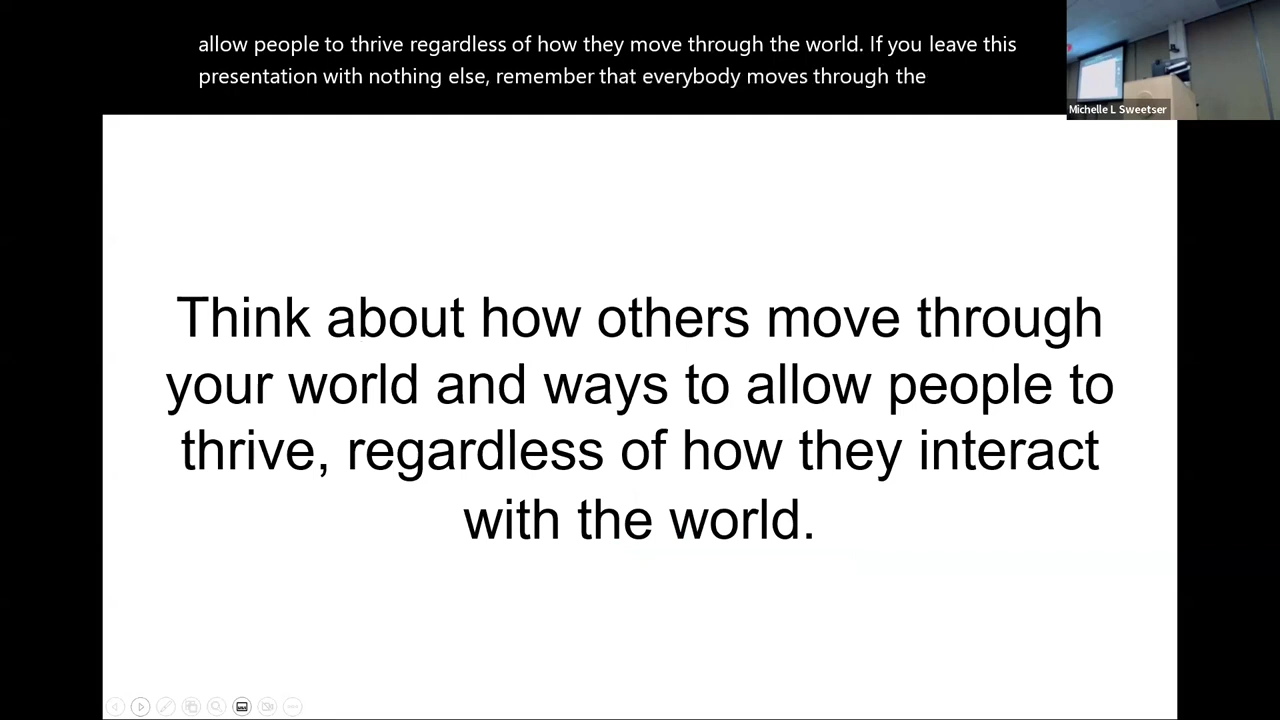 allow people to thrive regardless of how they move through the world. If you leave this
presentation with nothing else, remember that everybody moves through the
Michelle L Sweetser
Think about how others move through
your world and ways to allow people to
thrive, regardless of how they interact
with the world.